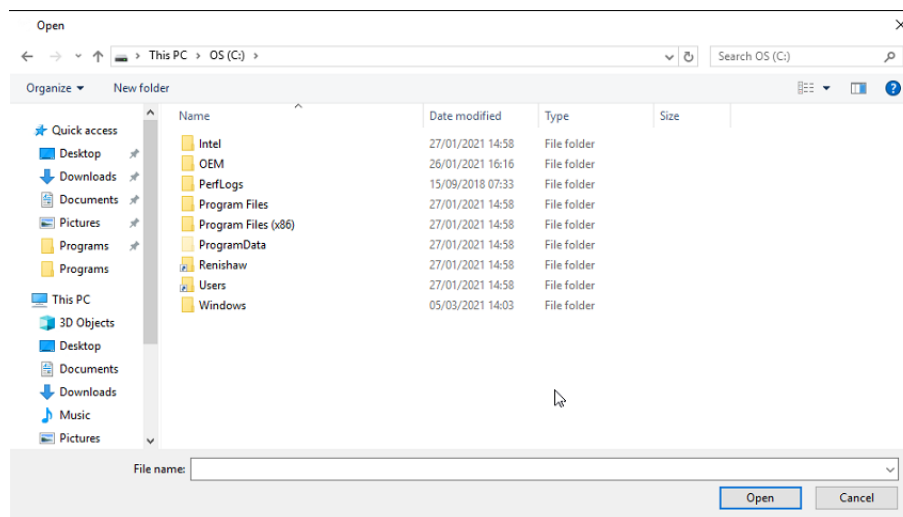 Open
This PC > OS (C:) >
Search OS (C:)
Organize
New folder
Quick access
Desktop
Downloads
Documents
Pictures
Programs
Programs
This PC
3D Objects
Desktop
Documents
Downloads
Music
Pictures
Name Date modified Type Size
Intel 27/01/2021 14:58 File folder
OEM 26/01/2021 16:16 File folder
PerfLogs 15/09/2018 07:33 File folder
Program Files 27/01/2021 14:58 File folder
Program Files (x86) 27/01/2021 14:58 File folder
ProgramData 27/01/2021 14:58 File folder
Renishaw 27/01/2021 14:58 File folder
Users 27/01/2021 14:58 File folder
Windows 05/03/2021 14:03 File folder
File name:
Open Cancel